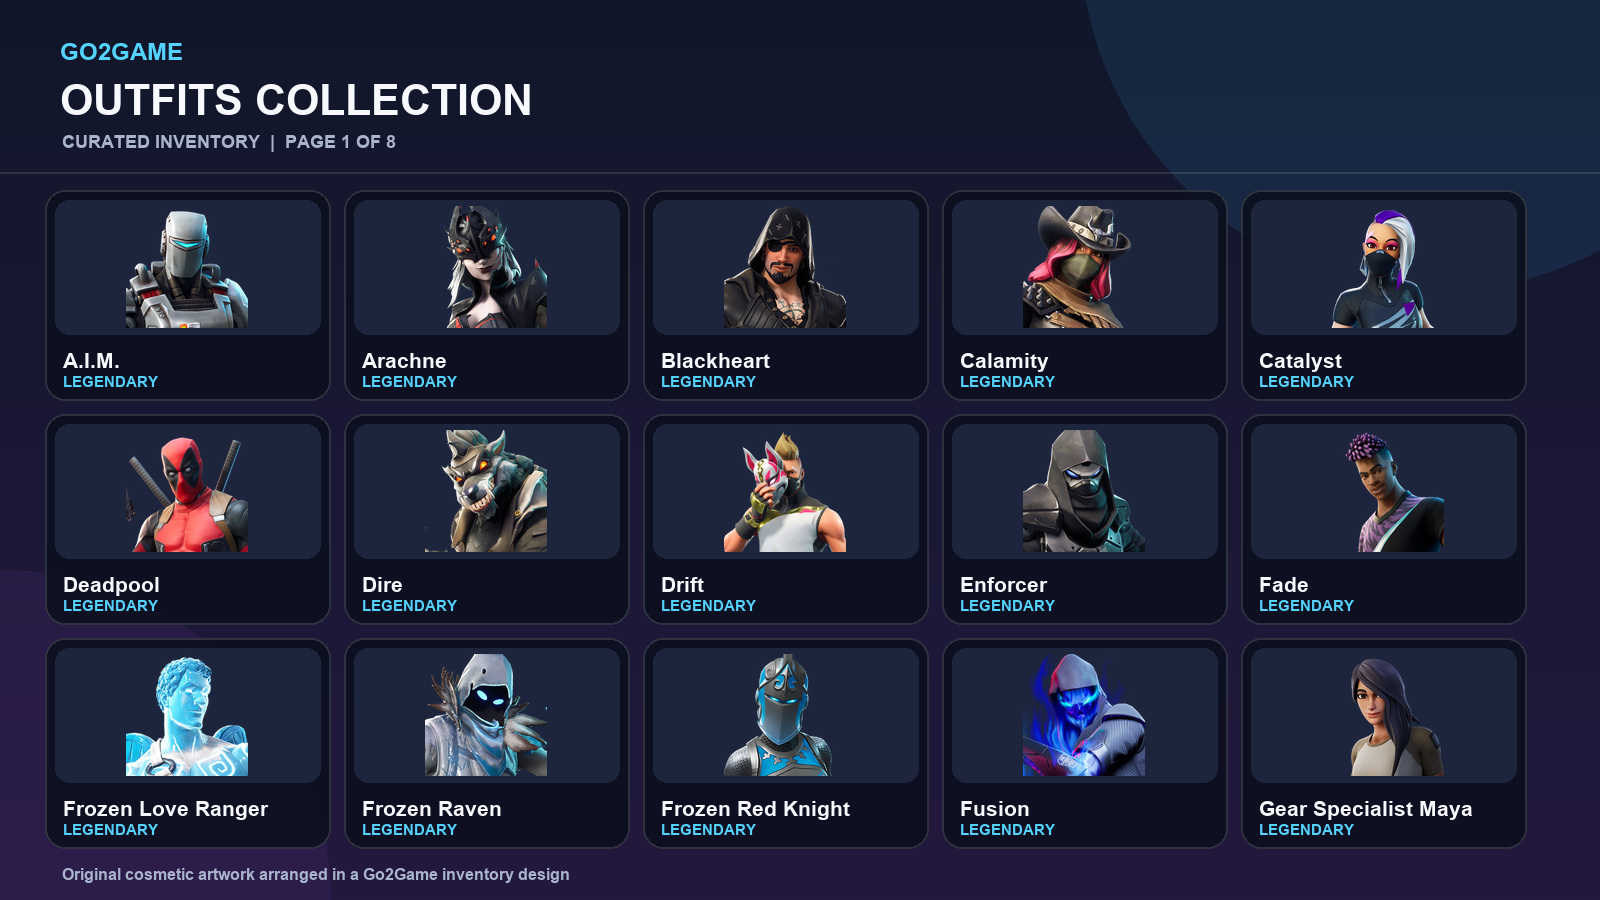 GO2GAME
OUTFITS COLLECTION
CURATED INVENTORY | PAGE 1 OF 8
A.I.M.
LEGENDARY
Arachne
LEGENDARY
Blackheart
LEGENDARY
Calamity
LEGENDARY
Catalyst
LEGENDARY
Deadpool
LEGENDARY
Dire
LEGENDARY
Drift
LEGENDARY
Enforcer
LEGENDARY
Fade
LEGENDARY
Frozen Love Ranger
LEGENDARY
Frozen Raven
LEGENDARY
Frozen Red Knight
LEGENDARY
Fusion
LEGENDARY
Gear Specialist Maya
LEGENDARY
Original cosmetic artwork arranged in a Go2Game inventory design